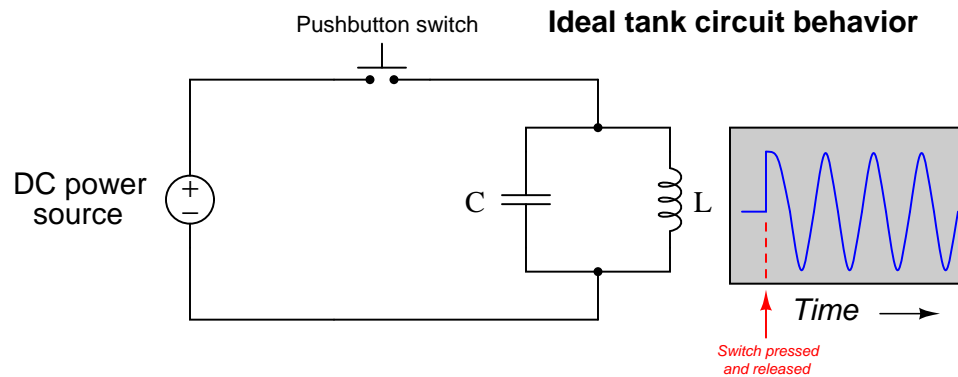 Ideal tank circuit behavior
Pushbutton switch
DC power
source
+
−
C
L
Time
Switch pressed
and released